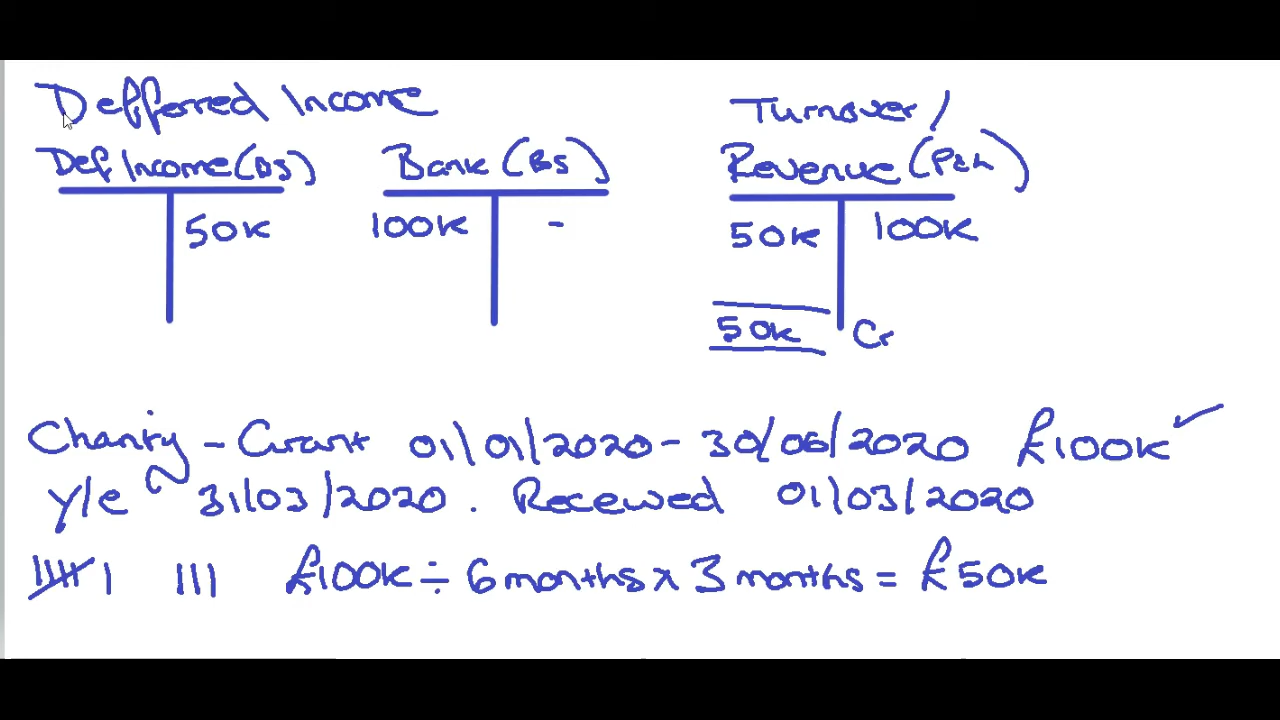 Defferred Income
Turnover /
Def Income (BS)
Bank (BS)
Revenue (P&L)
50K
100K
-
50K
100K
50K
Cr
Charity - Grant 01/01/2020 - 30/06/2020 £100K ✓
y/e 31/03/2020. Received 01/03/2020
£100K ÷ 6 months x 3 months = £50K